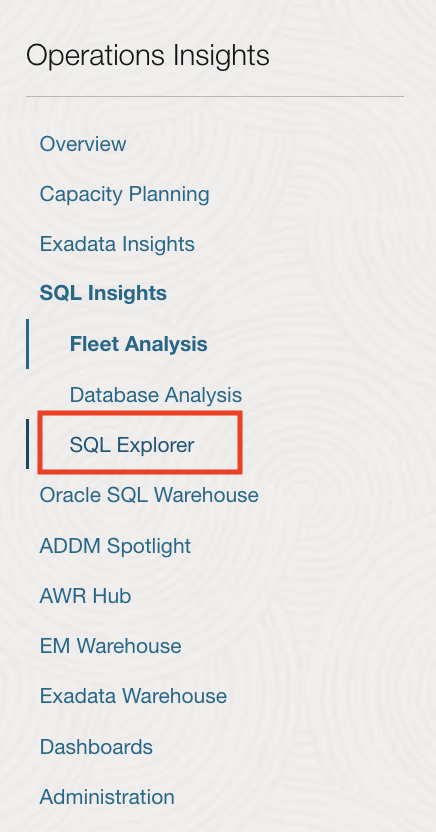 Operations Insights
Overview
Capacity Planning
Exadata Insights
SQL Insights
Fleet Analysis
Database Analysis
SQL Explorer
Oracle SQL Warehouse
ADDM Spotlight
AWR Hub
EM Warehouse
Exadata Warehouse
Dashboards
Administration